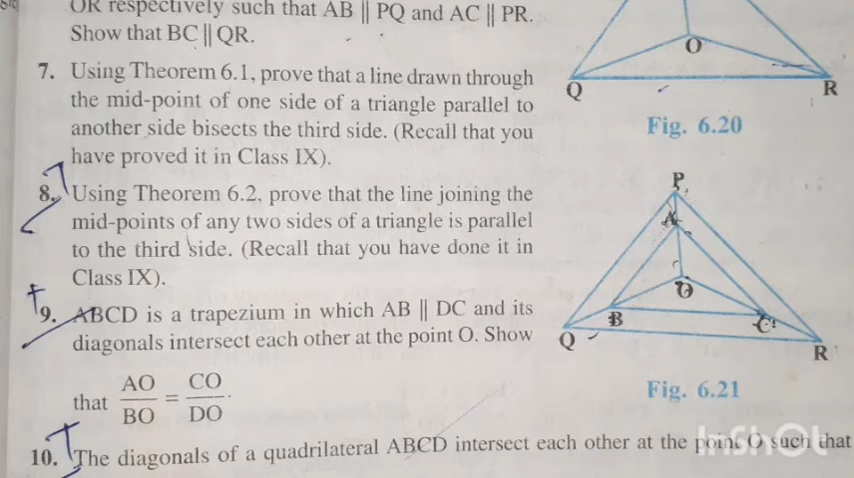 OR respectively such that AB || PQ and AC || PR.
Show that BC || QR.
7. Using Theorem 6.1, prove that a line drawn through
the mid-point of one side of a triangle parallel to
another side bisects the third side. (Recall that you
have proved it in Class IX).
8. Using Theorem 6.2, prove that the line joining the
mid-points of any two sides of a triangle is parallel
to the third side. (Recall that you have done it in
Class IX).
9. ABCD is a trapezium in which AB || DC and its
diagonals intersect each other at the point O. Show
that AO/BO = CO/DO.
10. The diagonals of a quadrilateral ABCD intersect each other at the point O such that
O
Q R
Fig. 6.20
P
A
O
B C
Q R
Fig. 6.21
InShOt